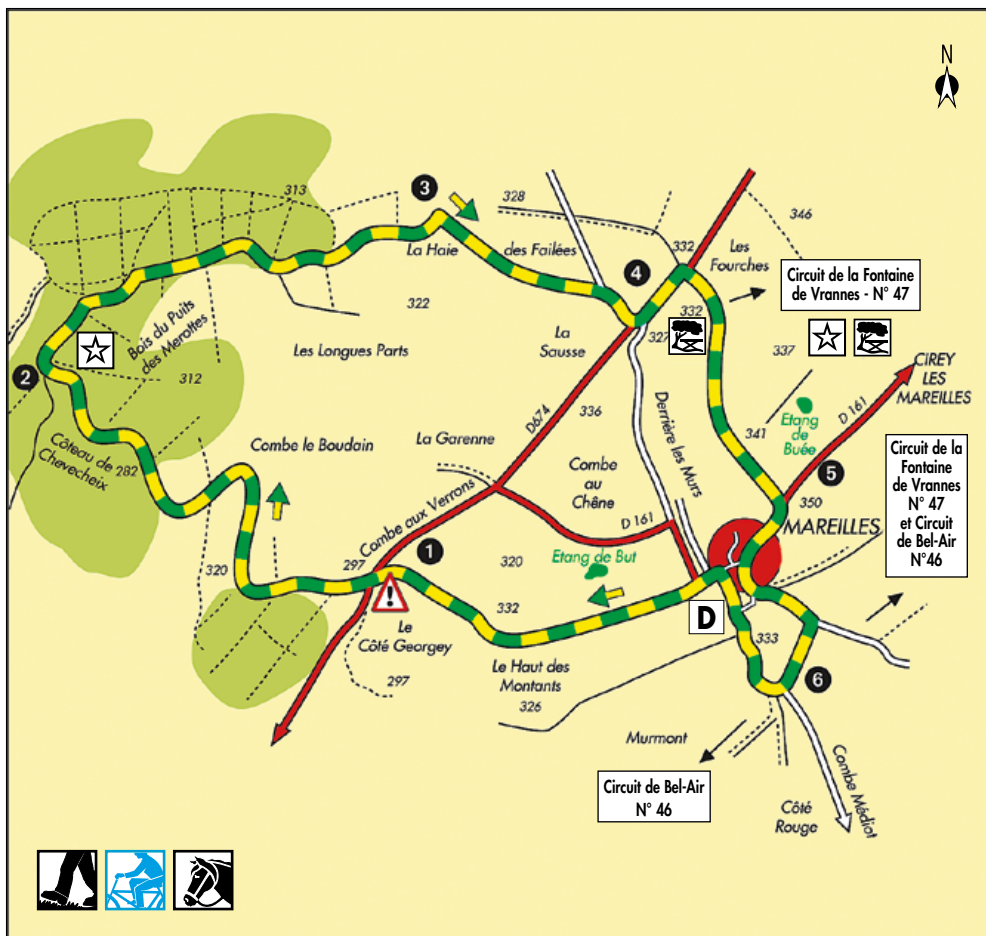 N
313
3
328
346
La Haie
des Failées
332
Les
Fourches
4
Circuit de la Fontaine
de Vrannes - N° 47
322
332
327
Bois du Puits
des Merottes
Les Longues Parts
La
Sausse
337
CIREY
LES
MAREILLES
2
312
D674
336
Derrière les Murs
Etang
de
Buée
D 161
341
Côteau de
Chevecheix
282
Combe le Boudain
La Garenne
Combe
au
Chêne
5
350
Circuit de la
Fontaine
de Vrannes
N° 47
et Circuit
de Bel-Air
N°46
Combe aux Verrons
D 161
MAREILLES
1
320
297
320
Etang de But
!
332
D
Le
Côté Georgey
333
297
Le Haut des
Montants
326
6
Murmont
Circuit de Bel-Air
N° 46
Côté
Rouge
Combe Médiot